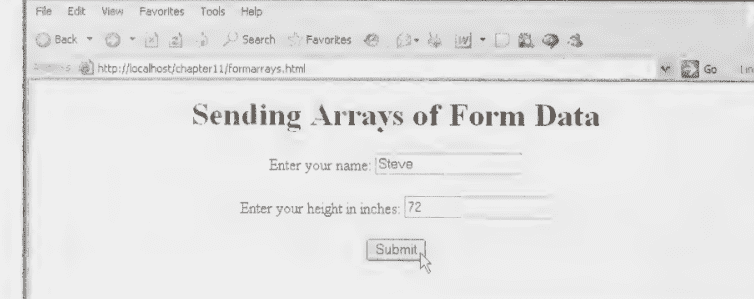 File Edit View Favorites Tools Help
Back Search Favorites
http://localhost/chapter11/formarrays.html Go
Sending Arrays of Form Data
Enter your name: Steve
Enter your height in inches: 72
Submit